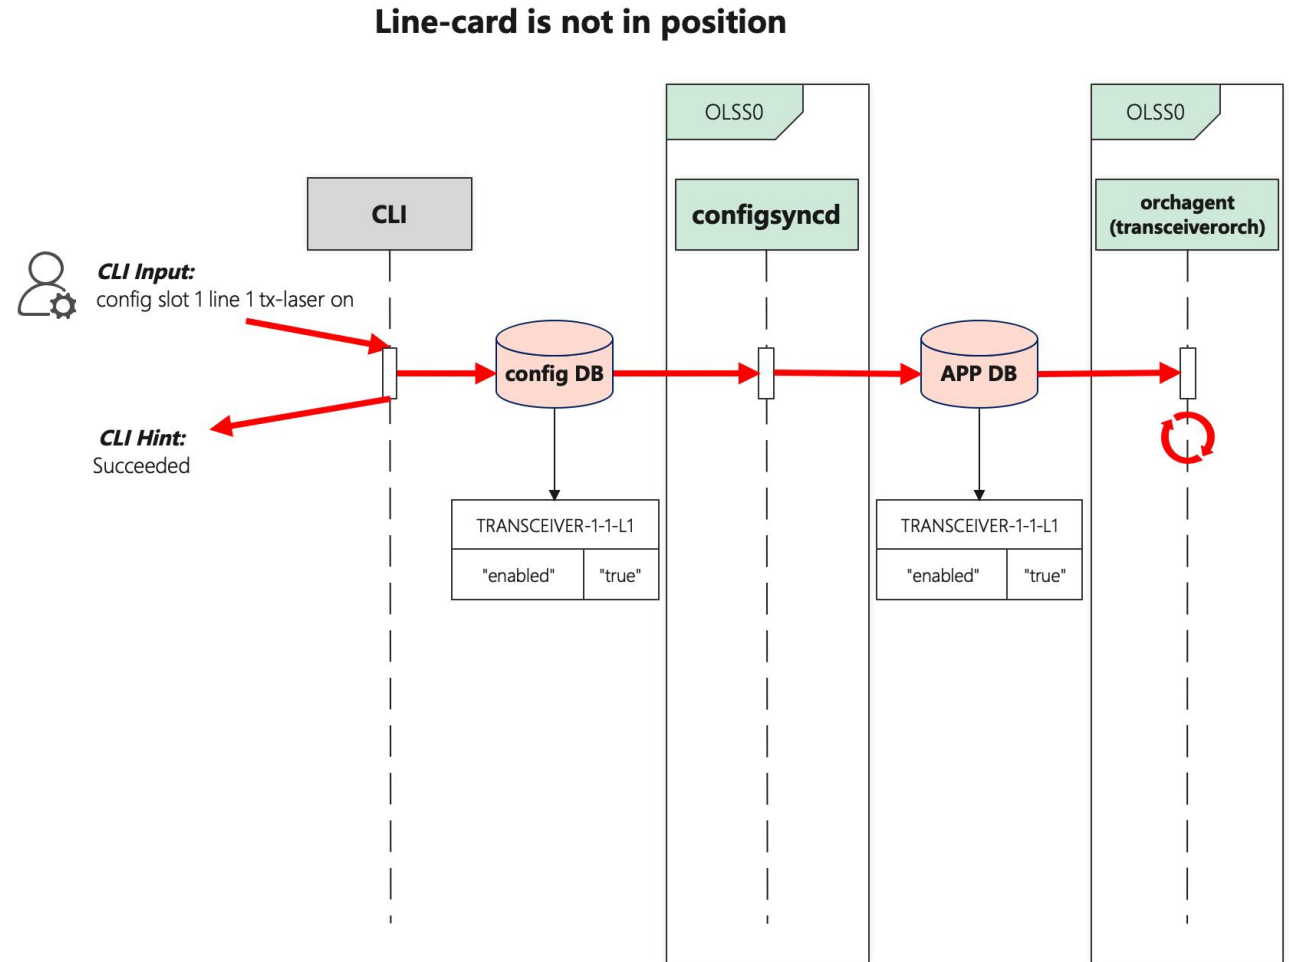 Line-card is not in position
OLSS0
OLSS0
CLI
configsyncd
orchagent
(transceiverorch)
CLI Input:
config slot 1 line 1 tx-laser on
config DB
APP DB
CLI Hint:
Succeeded
TRANSCEIVER-1-1-L1
"enabled" "true"
TRANSCEIVER-1-1-L1
"enabled" "true"